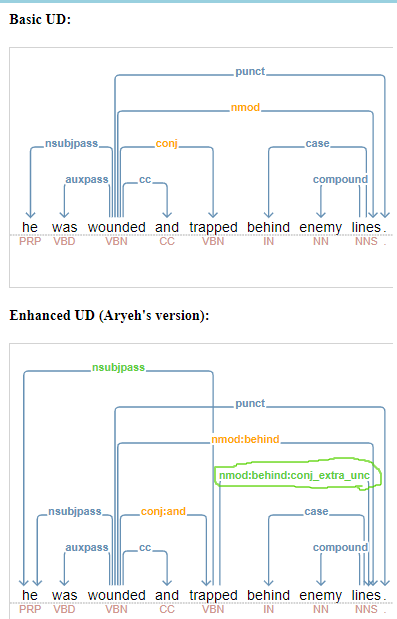 Basic UD:
punct
nmod
nsubjpass conj case
auxpass cc compound
he was wounded and trapped behind enemy lines .
PRP VBD VBN CC VBN IN NN NNS .
Enhanced UD (Aryeh's version):
nsubjpass
punct
nmod:behind
nmod:behind:conj_extra_unc
nsubjpass conj:and case
auxpass cc compound
he was wounded and trapped behind enemy lines .
PRP VBD VBN CC VBN IN NN NNS .